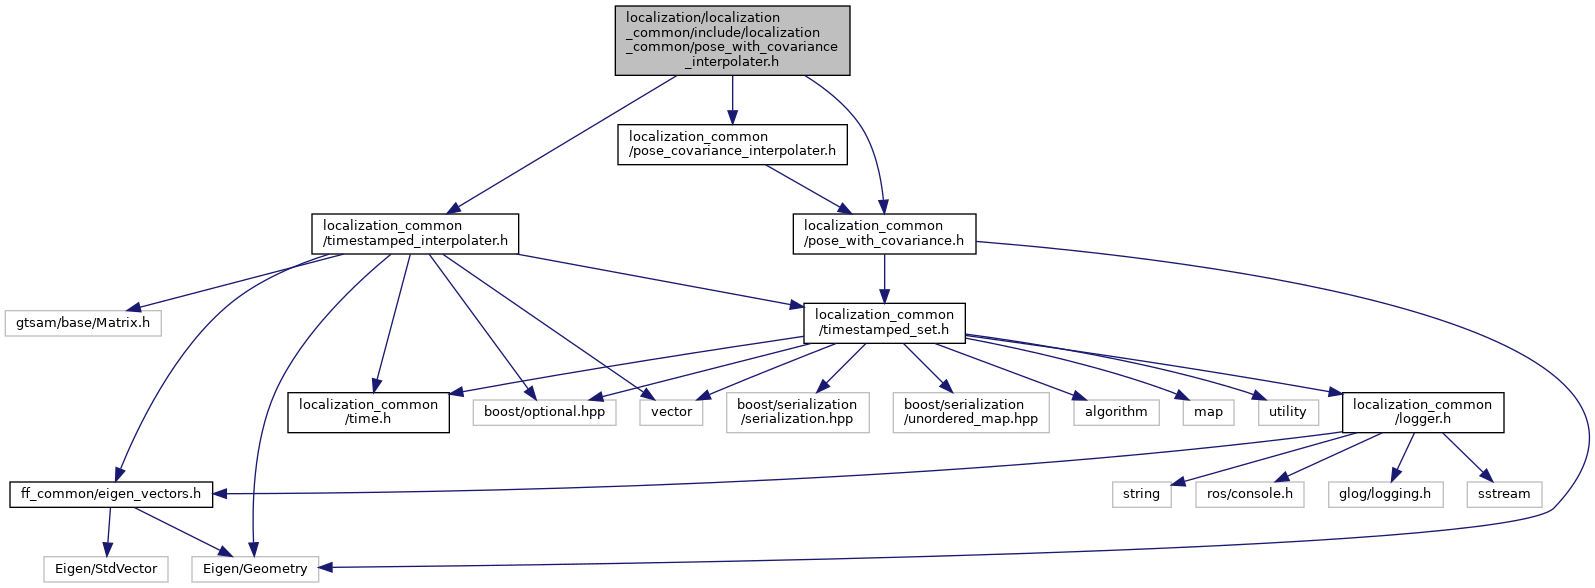 localization/localization
_common/include/localization
_common/pose_with_covariance
_interpolater.h
localization_common
/pose_covariance_interpolater.h
localization_common
/timestamped_interpolater.h
localization_common
/pose_with_covariance.h
gtsam/base/Matrix.h
localization_common
/timestamped_set.h
localization_common
/time.h
boost/optional.hpp
vector
boost/serialization
/serialization.hpp
boost/serialization
/unordered_map.hpp
algorithm
map
utility
localization_common
/logger.h
ff_common/eigen_vectors.h
string
ros/console.h
glog/logging.h
sstream
Eigen/StdVector
Eigen/Geometry